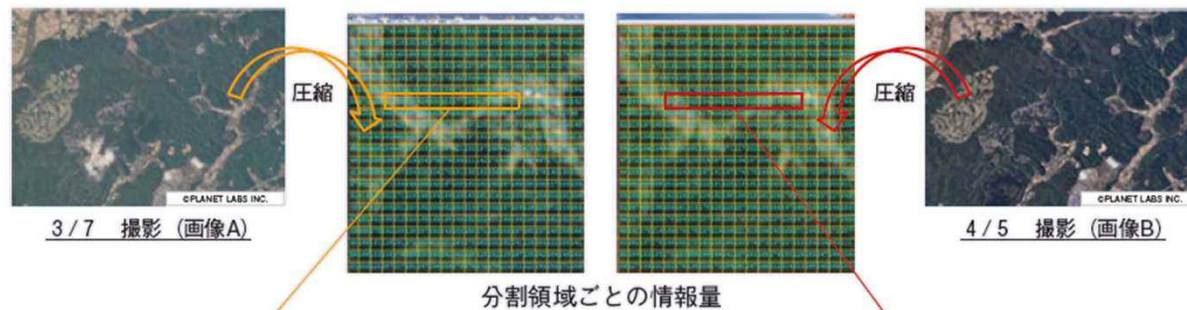 圧縮
圧縮
©PLANET LABS INC.
©PLANET LABS INC.
3/7 撮影 (画像A)
4/5 撮影 (画像B)
分割領域ごとの情報量